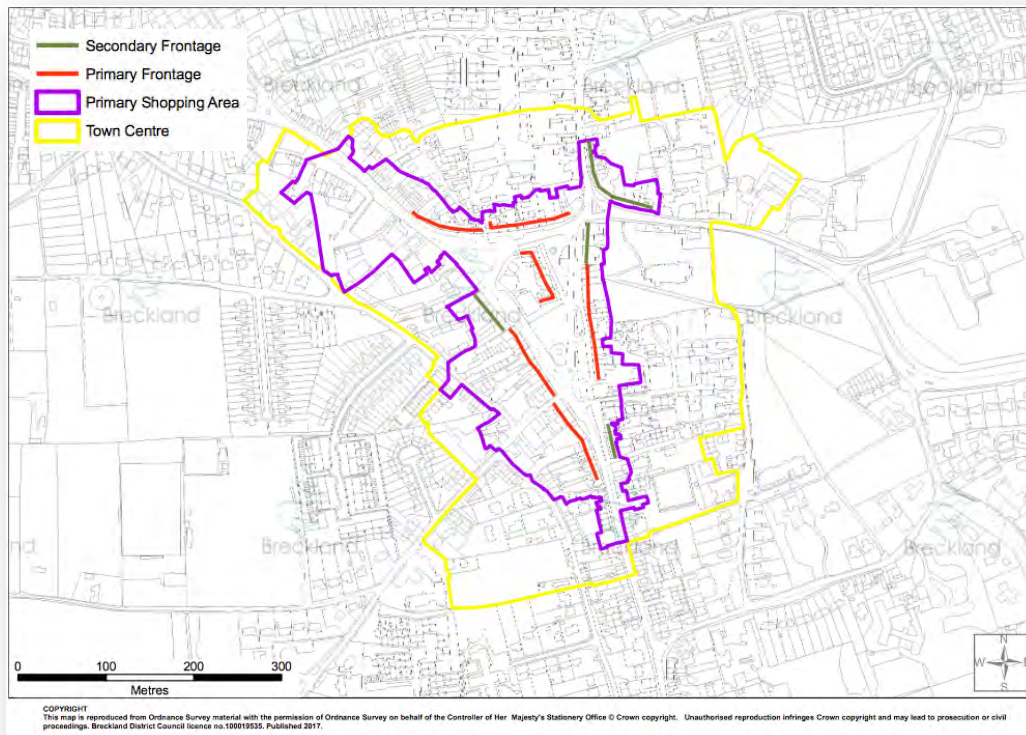 Secondary Frontage
Primary Frontage
Primary Shopping Area
Town Centre
Breckland
Breckland
Breckland
Breckland
Breckland
Breckland
Breckland
Breckland
Breckland
0 100 200 300
Metres
N
W
S
COPYRIGHT
This map is reproduced from Ordnance Survey material with the permission of Ordnance Survey on behalf of the Controller of Her Majesty's Stationery Office © Crown copyright. Unauthorised reproduction infringes Crown copyright and may lead to prosecution or civil
proceedings. Breckland District Council licence no.100019535. Published 2017.